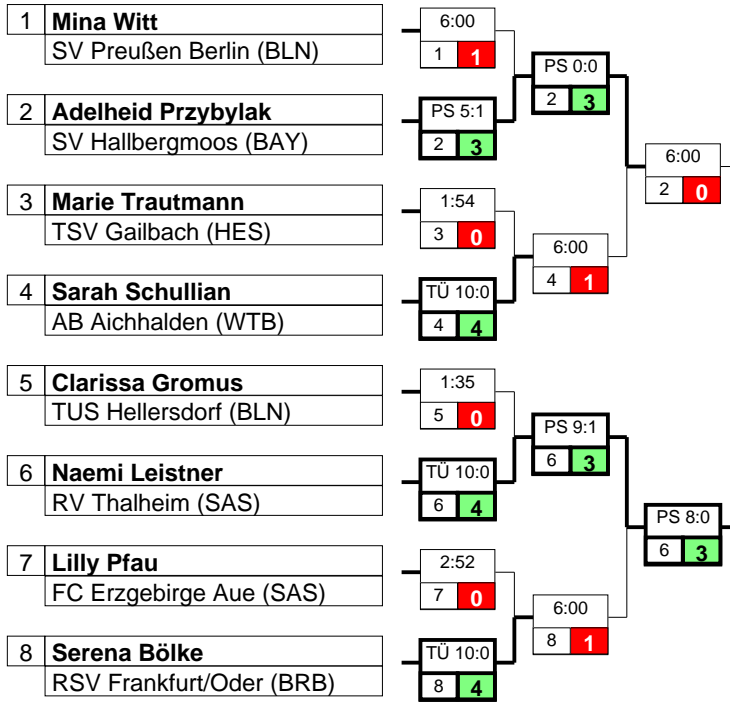 1 Mina Witt
SV Preußen Berlin (BLN)
2 Adelheid Przybylak
SV Hallbergmoos (BAY)
3 Marie Trautmann
TSV Gailbach (HES)
4 Sarah Schullian
AB Aichhalden (WTB)
5 Clarissa Gromus
TUS Hellersdorf (BLN)
6 Naemi Leistner
RV Thalheim (SAS)
7 Lilly Pfau
FC Erzgebirge Aue (SAS)
8 Serena Bölke
RSV Frankfurt/Oder (BRB)
6:00
1 1
PS 5:1
2 3
1:54
3 0
TÜ 10:0
4 4
1:35
5 0
TÜ 10:0
6 4
2:52
7 0
TÜ 10:0
8 4
PS 0:0
2 3
6:00
4 1
PS 9:1
6 3
6:00
8 1
6:00
2 0
PS 8:0
6 3